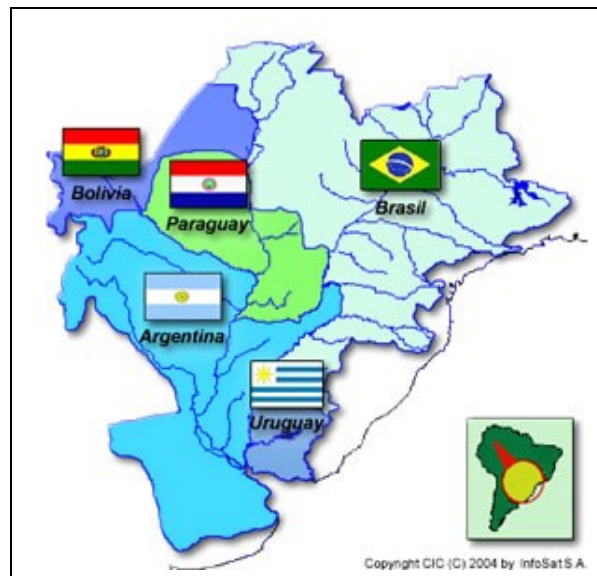 Bolivia
Paraguay
Brasil
Argentina
Uruguay
Copyright CIC (C) 2004 by InfoSat S.A.